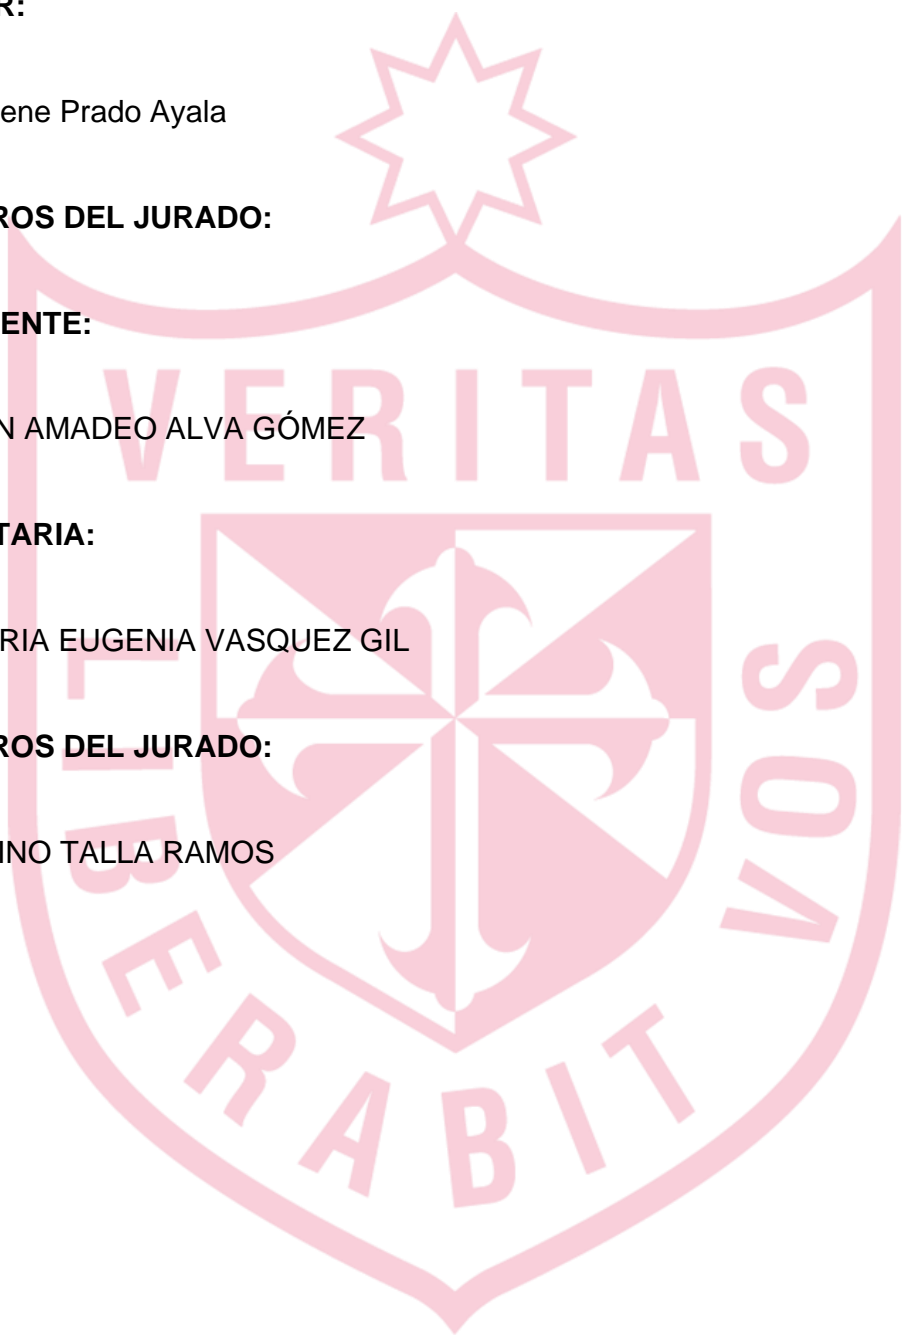 R:
ene Prado Ayala
ROS DEL JURADO:
ENTE:
N AMADEO ALVA GÓMEZ
TARIA:
RIA EUGENIA VASQUEZ GIL
ROS DEL JURADO:
INO TALLA RAMOS
VERITAS
LIBERABIT VOS